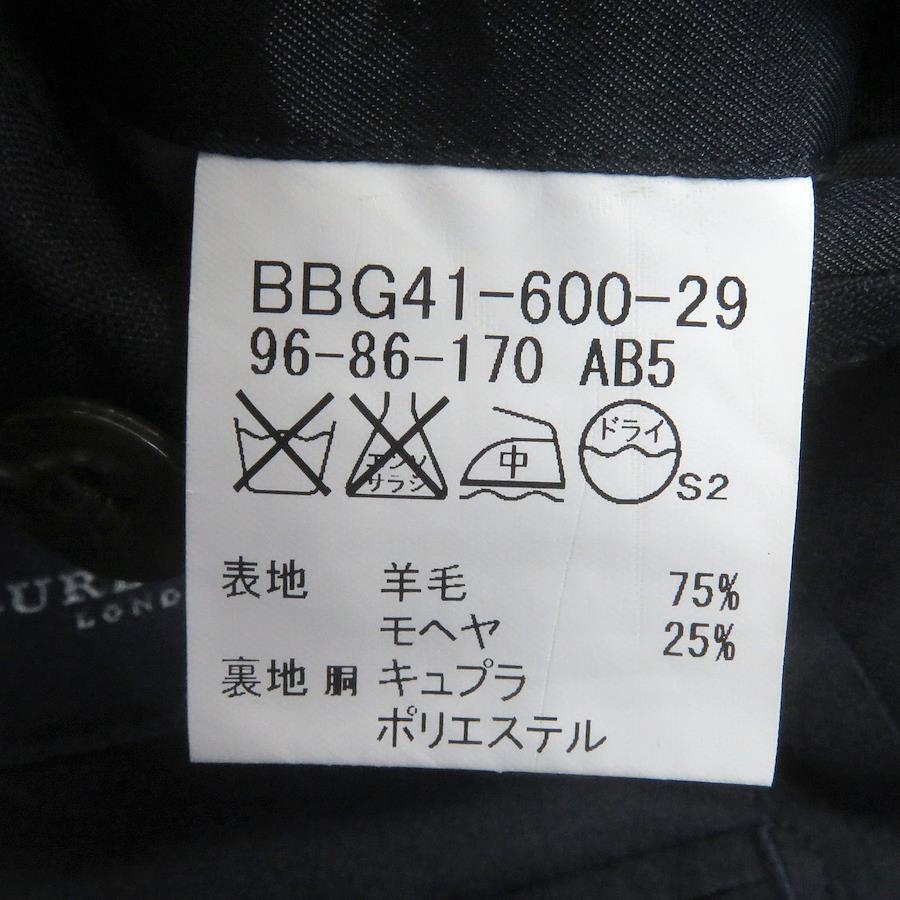 BBG41-600-29
96-86-170 AB5
エンソ
サラシ
中
ドライ
S2
表地 羊毛 75%
モヘヤ 25%
裏地 胴 キュプラ
ポリエステル
LOND